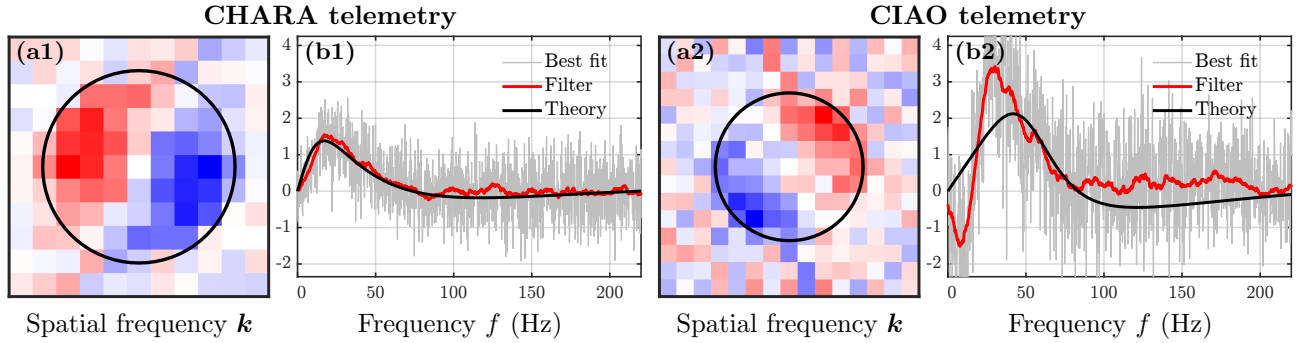 CHARA telemetry
CIAO telemetry
(a1)
(b1)
Best fit
Filter
Theory
4
3
2
1
0
-1
-2
0
50
100
150
200
Spatial frequency k
Frequency f (Hz)
(a2)
(b2)
Best fit
Filter
Theory
4
3
2
1
0
-1
-2
0
50
100
150
200
Spatial frequency k
Frequency f (Hz)